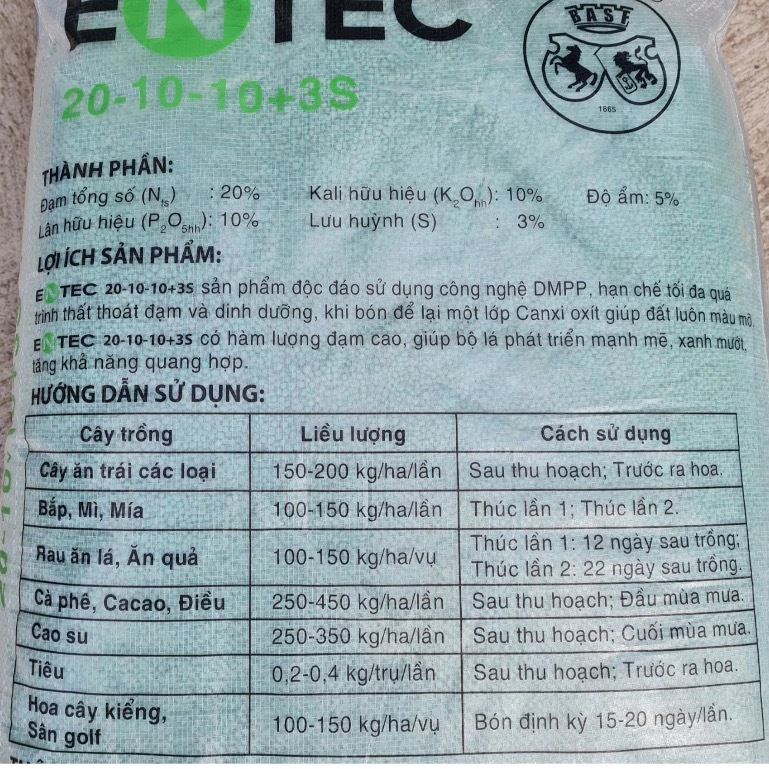 ENTEC
BASF
1865
20-10-10+3S
THÀNH PHẦN:
Đạm tổng số (Nts) : 20% Kali hữu hiệu (K2Ohh): 10% Độ ẩm: 5%
Lân hữu hiệu (P2O5hh): 10% Lưu huỳnh (S) : 3%
LỢI ÍCH SẢN PHẨM:
ENTEC 20-10-10+3S sản phẩm độc đáo sử dụng công nghệ DMPP, hạn chế tối đa quá
trình thất thoát đạm và dinh dưỡng, khi bón để lại một lớp Canxi oxít giúp đất luôn màu mỡ.
ENTEC 20-10-10+3S có hàm lượng đạm cao, giúp bộ lá phát triển mạnh mẽ, xanh mướt,
tăng khả năng quang hợp.
HƯỚNG DẪN SỬ DỤNG:
Cây trồng Liều lượng Cách sử dụng
Cây ăn trái các loại 150-200 kg/ha/lần Sau thu hoạch; Trước ra hoa.
Bắp, Mì, Mía 100-150 kg/ha/lần Thúc lần 1; Thúc lần 2.
Rau ăn lá, Ăn quả 100-150 kg/ha/vụ Thúc lần 1: 12 ngày sau trồng;
Thúc lần 2: 22 ngày sau trồng.
Cà phê, Cacao, Điều 250-450 kg/ha/lần Sau thu hoạch; Đầu mùa mưa.
Cao su 250-350 kg/ha/lần Sau thu hoạch; Cuối mùa mưa.
Tiêu 0,2-0,4 kg/trụ/lần Sau thu hoạch; Trước ra hoa.
Hoa cây kiểng,
Sân golf 100-150 kg/ha/vụ Bón định kỳ 15-20 ngày/lần.